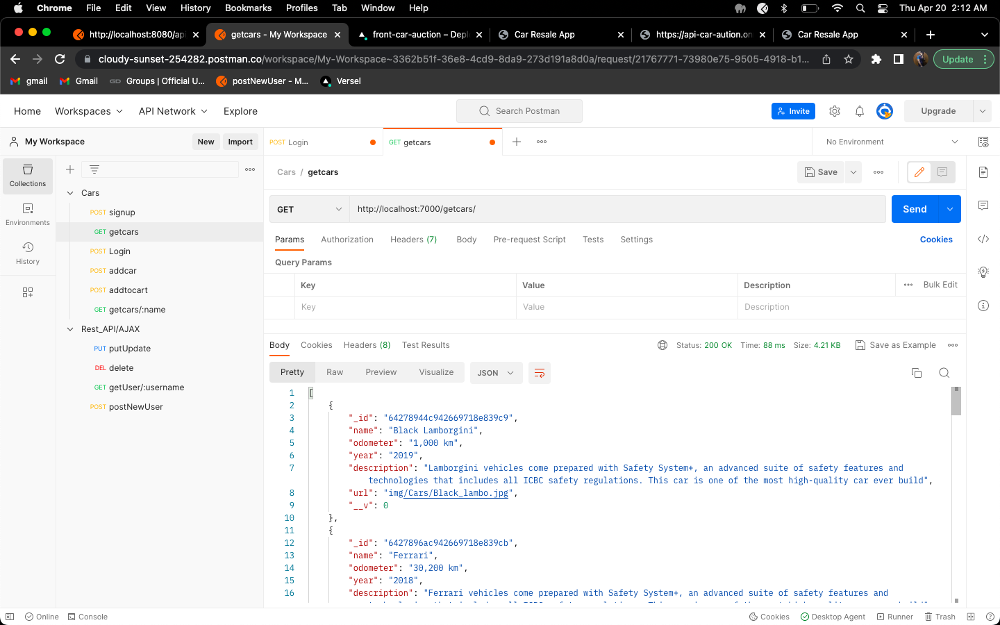 Chrome File Edit View History Bookmarks Profiles Tab Window Help Thu Apr 20 2:12 AM
http://localhost:8080/api getcars - My Workspace front-car-auction – Depl Car Resale App https://api-car-aution.on Car Resale App
cloudy-sunset-254282.postman.co/workspace/My-Workspace~3362b51f-36e8-4cd9-8da9-273d191a8d0a/request/21767771-73980e75-9505-4918-b1... Update
gmail Gmail GD Groups | Official U... postNewUser - M... Versel
Home Workspaces API Network Explore Search Postman Invite Upgrade
My Workspace New Import POST Login GET getcars No Environment
Collections
Environments
History
Cars
POST signup
GET getcars
POST Login
POST addcar
POST addtocart
GET getcars/:name
Rest_API/AJAX
PUT putUpdate
DEL delete
GET getUser/:username
POST postNewUser
Cars / getcars Save
GET http://localhost:7000/getcars/ Send
Params Authorization Headers (7) Body Pre-request Script Tests Settings Cookies
Query Params
Key Value Description Bulk Edit
Key Value Description
Body Cookies Headers (8) Test Results Status: 200 OK Time: 88 ms Size: 4.21 KB Save as Example
Pretty Raw Preview Visualize JSON
1 [
2 {
3 "_id": "64278944c942669718e839c9",
4 "name": "Black Lamborgini",
5 "odometer": "1,000 km",
6 "year": "2019",
7 "description": "Lamborgini vehicles come prepared with Safety System+, an advanced suite of safety features and
technologies that includes all ICBC safety regulations. This car is one of the most high-quality car ever build",
8 "url": "img/Cars/Black_lambo.jpg",
9 "__v": 0
10 },
11 {
12 "_id": "6427896ac942669718e839cb",
13 "name": "Ferrari",
14 "odometer": "30,200 km",
15 "year": "2018",
16 "description": "Ferrari vehicles come prepared with Safety System+, an advanced suite of safety features and
Online Console Cookies Desktop Agent Runner Trash